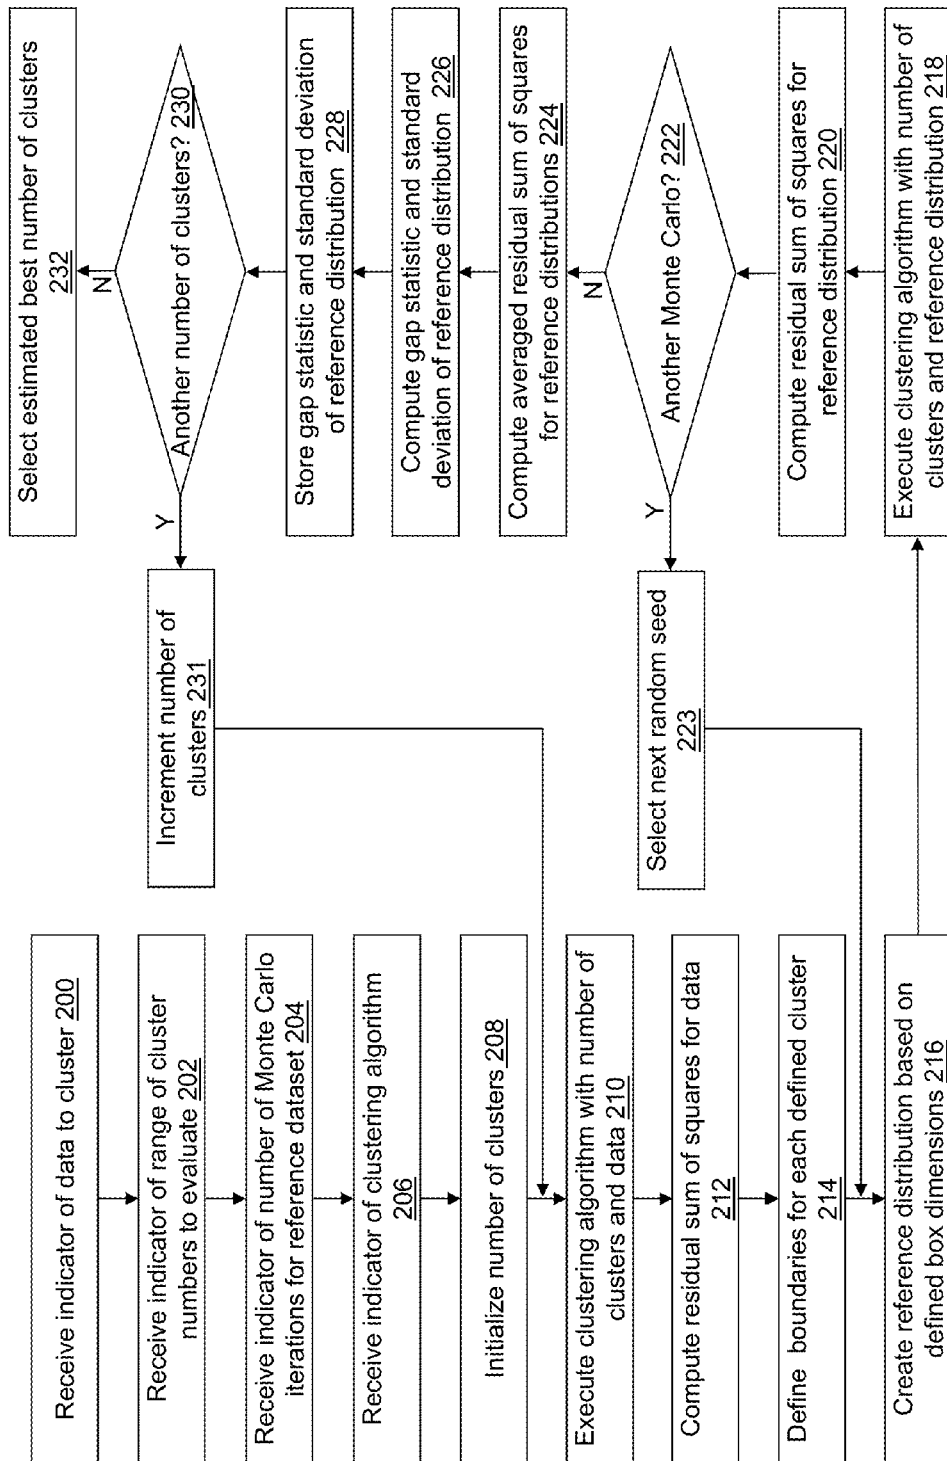 Receive indicator of data to cluster 200
Receive indicator of range of cluster
numbers to evaluate 202
Receive indicator of number of Monte Carlo
iterations for reference dataset 204
Receive indicator of clustering algorithm
206
Initialize number of clusters 208
Execute clustering algorithm with number of
clusters and data 210
Compute residual sum of squares for data
212
Define boundaries for each defined cluster
214
Create reference distribution based on
defined box dimensions 216
Increment number of
clusters 231
Select next random seed
223
Select estimated best number of clusters
232
N
Another number of clusters? 230
Y
Store gap statistic and standard deviation
of reference distribution 228
Compute gap statistic and standard
deviation of reference distribution 226
Compute averaged residual sum of squares
for reference distributions 224
N
Another Monte Carlo? 222
Y
Compute residual sum of squares for
reference distribution 220
Execute clustering algorithm with number of
clusters and reference distribution 218